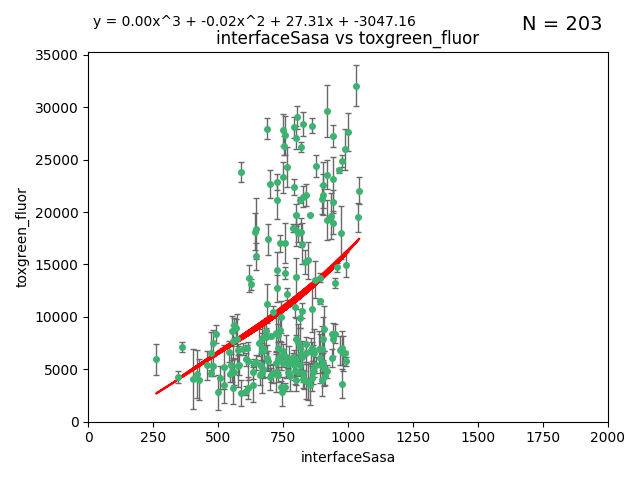 y = 0.00x^3 + -0.02x^2 + 27.31x + -3047.16
N = 203
interfaceSasa vs toxgreen_fluor
35000
30000
25000
20000
15000
10000
5000
0
toxgreen_fluor
0 250 500 750 1000 1250 1500 1750 2000
interfaceSasa